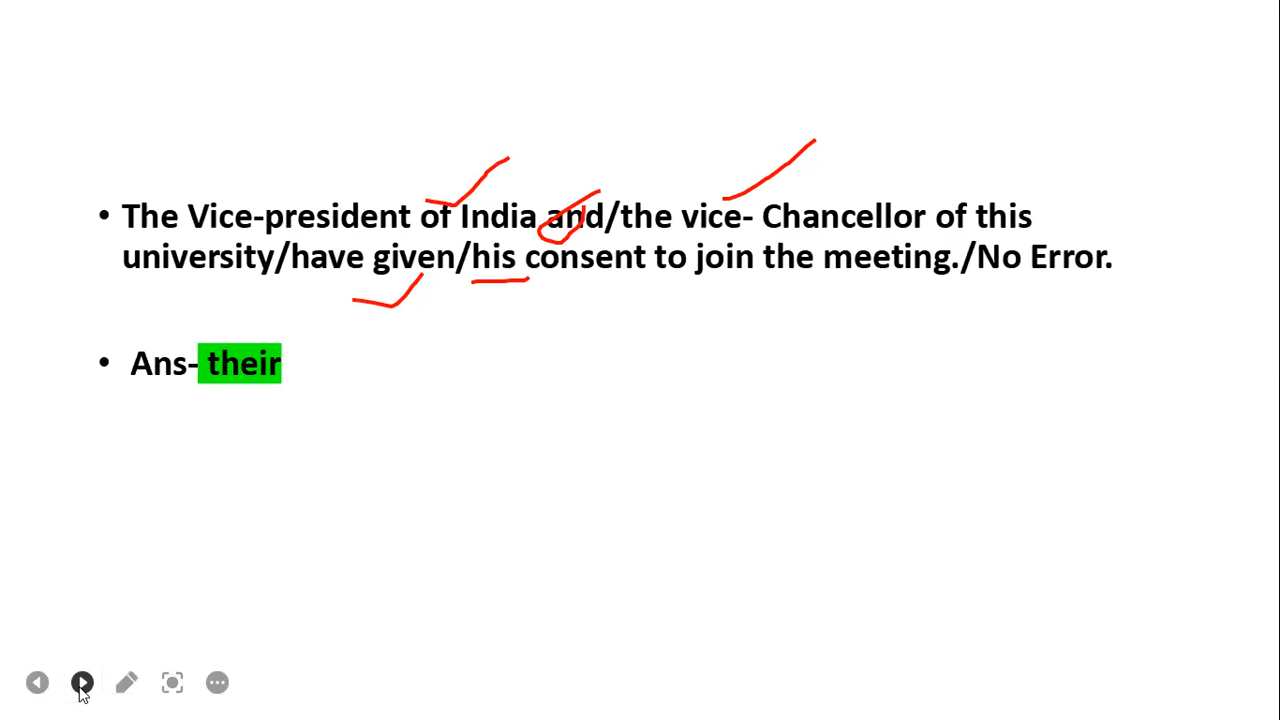 • The Vice-president of India and/the vice- Chancellor of this
university/have given/his consent to join the meeting./No Error.
• Ans- their